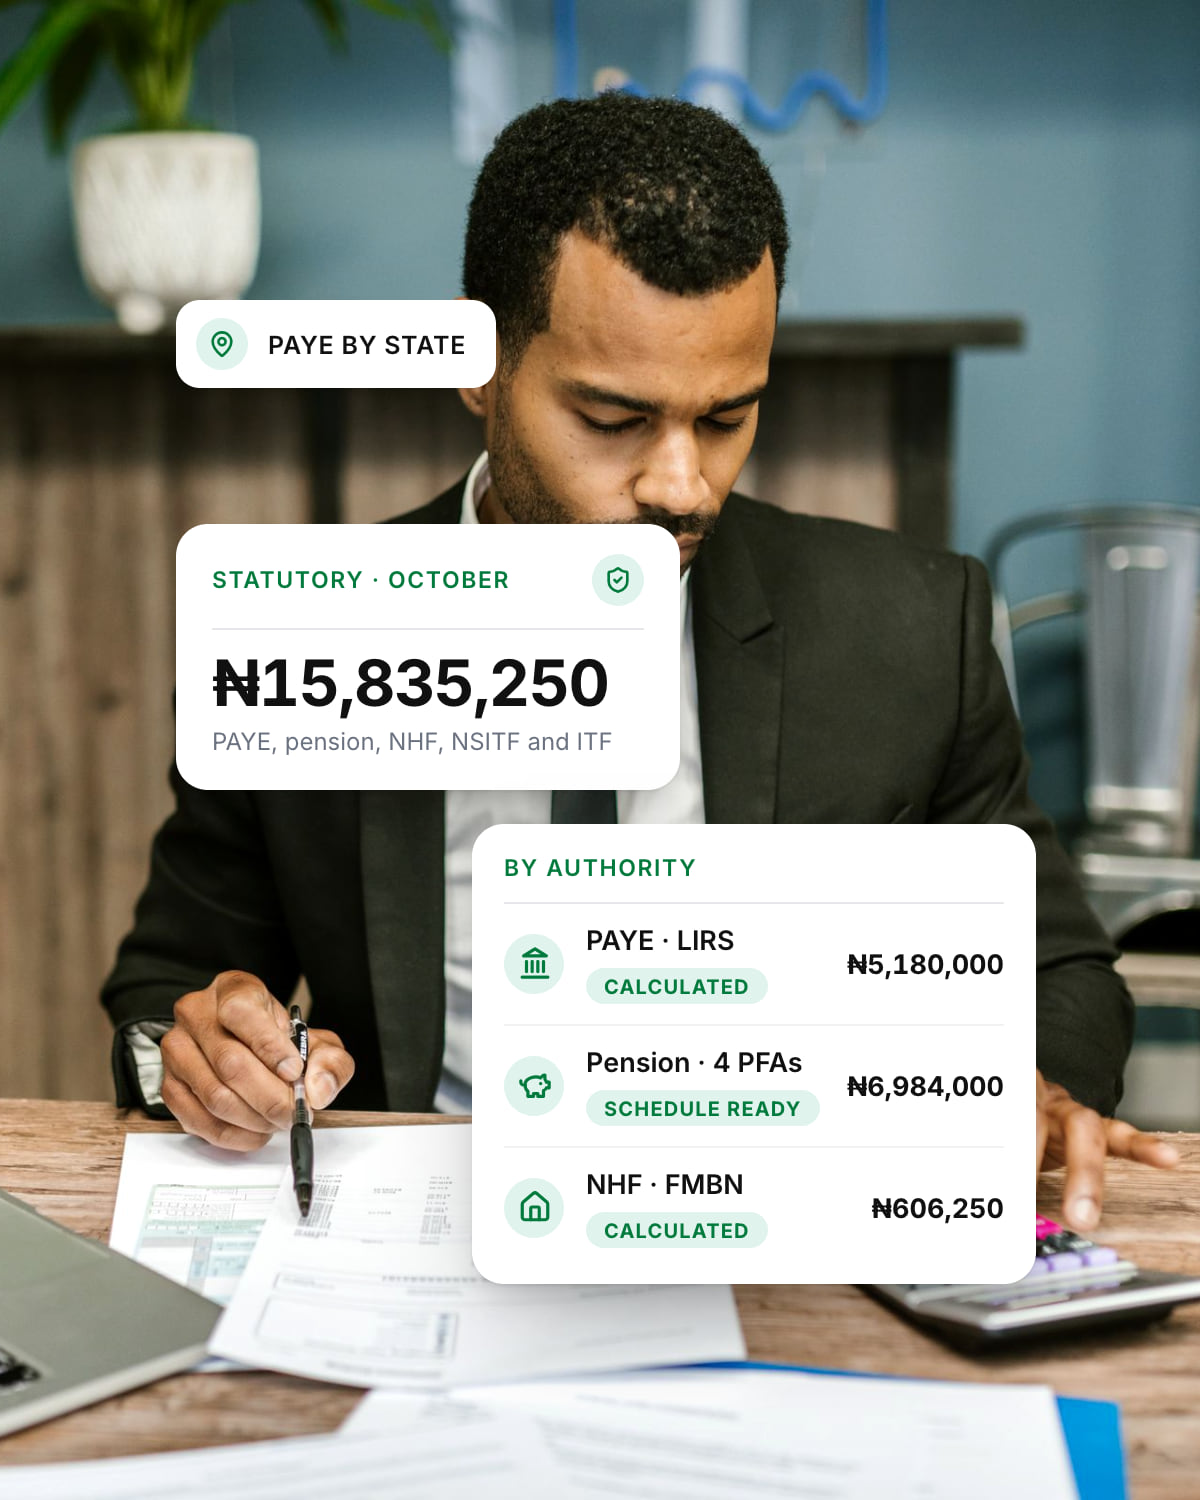 PAYE BY STATE
STATUTORY · OCTOBER
₦15,835,250
PAYE, pension, NHF, NSITF and ITF
BY AUTHORITY
PAYE · LIRS
CALCULATED
₦5,180,000
Pension · 4 PFAs
SCHEDULE READY
₦6,984,000
NHF · FMBN
CALCULATED
₦606,250
ZEBRA